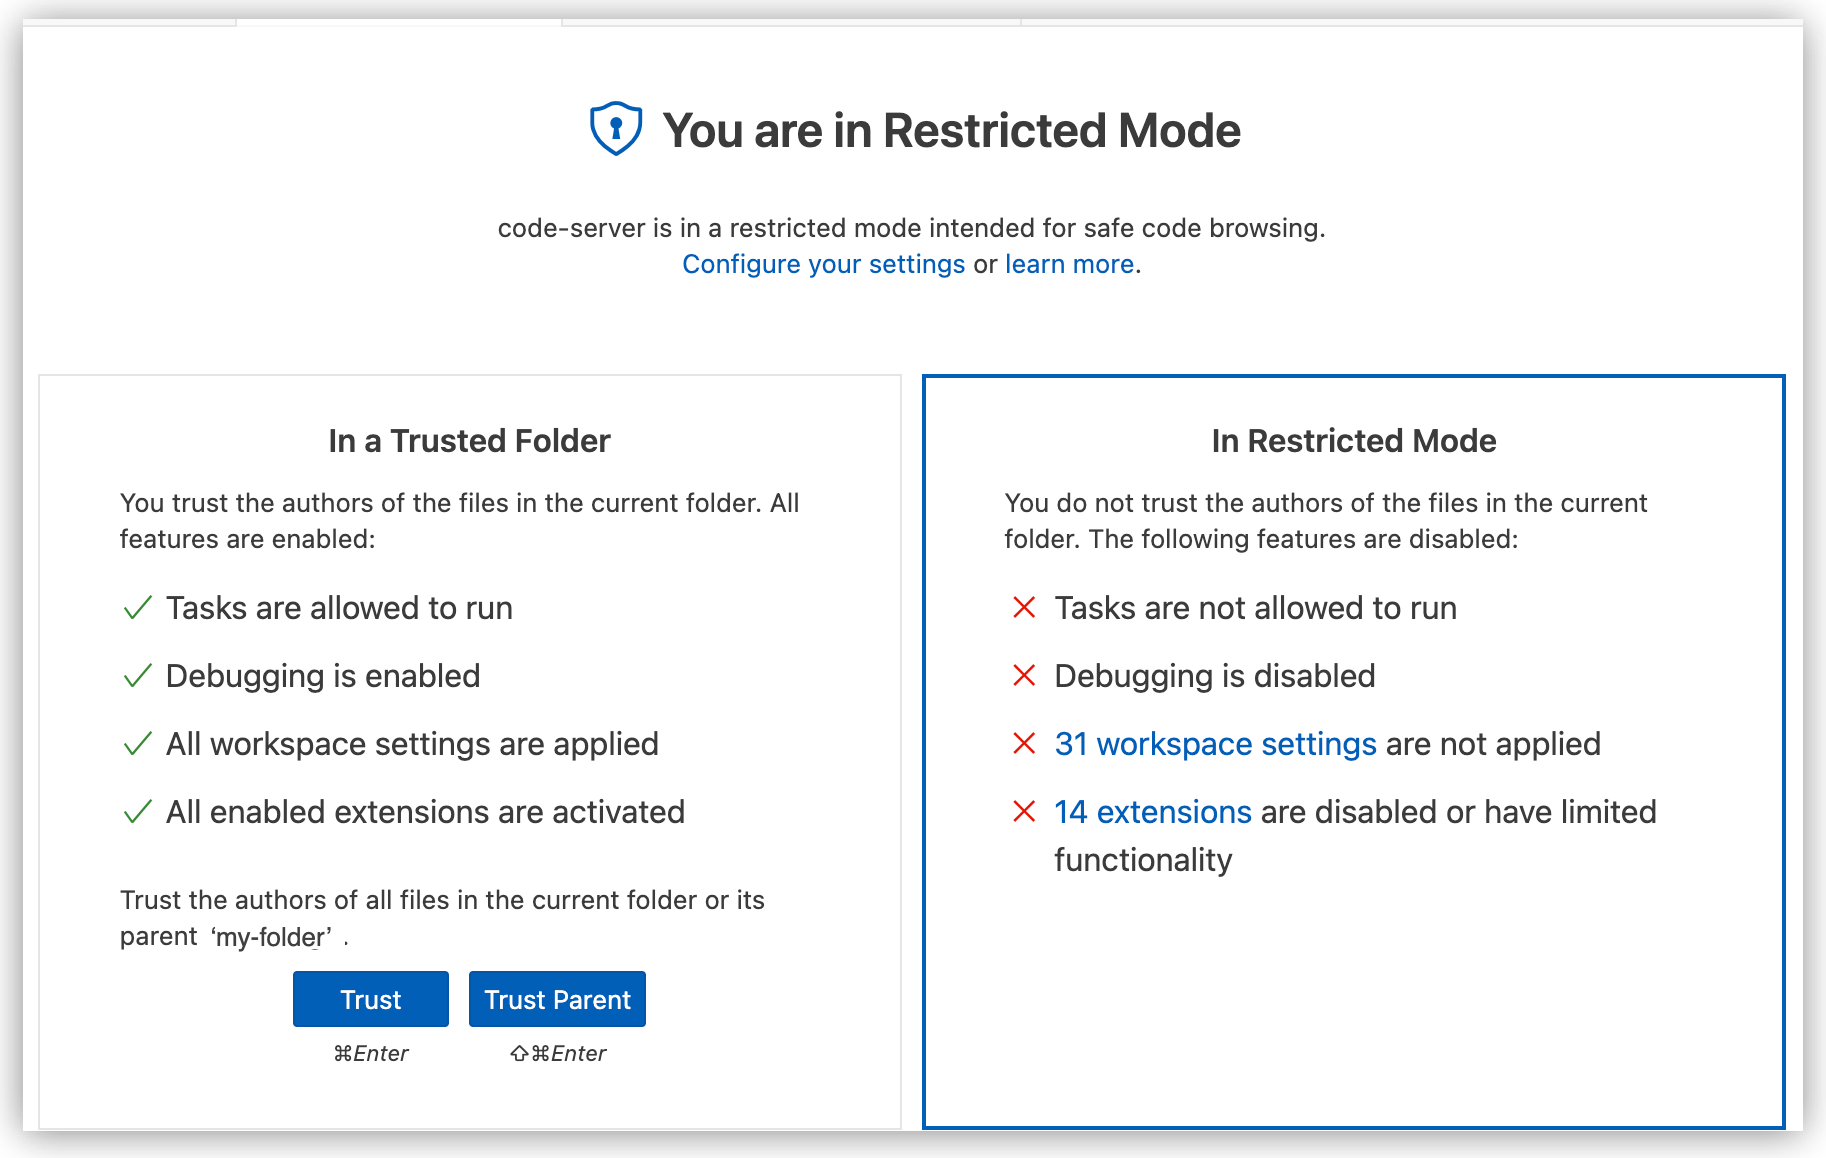 You are in Restricted Mode
code-server is in a restricted mode intended for safe code browsing.
Configure your settings or learn more.
In a Trusted Folder
You trust the authors of the files in the current folder. All
features are enabled:
Tasks are allowed to run
Debugging is enabled
All workspace settings are applied
All enabled extensions are activated
Trust the authors of all files in the current folder or its
parent ‘my-folder’ .
Trust
Trust Parent
⌘Enter
⇧⌘Enter
In Restricted Mode
You do not trust the authors of the files in the current
folder. The following features are disabled:
Tasks are not allowed to run
Debugging is disabled
31 workspace settings are not applied
14 extensions are disabled or have limited
functionality